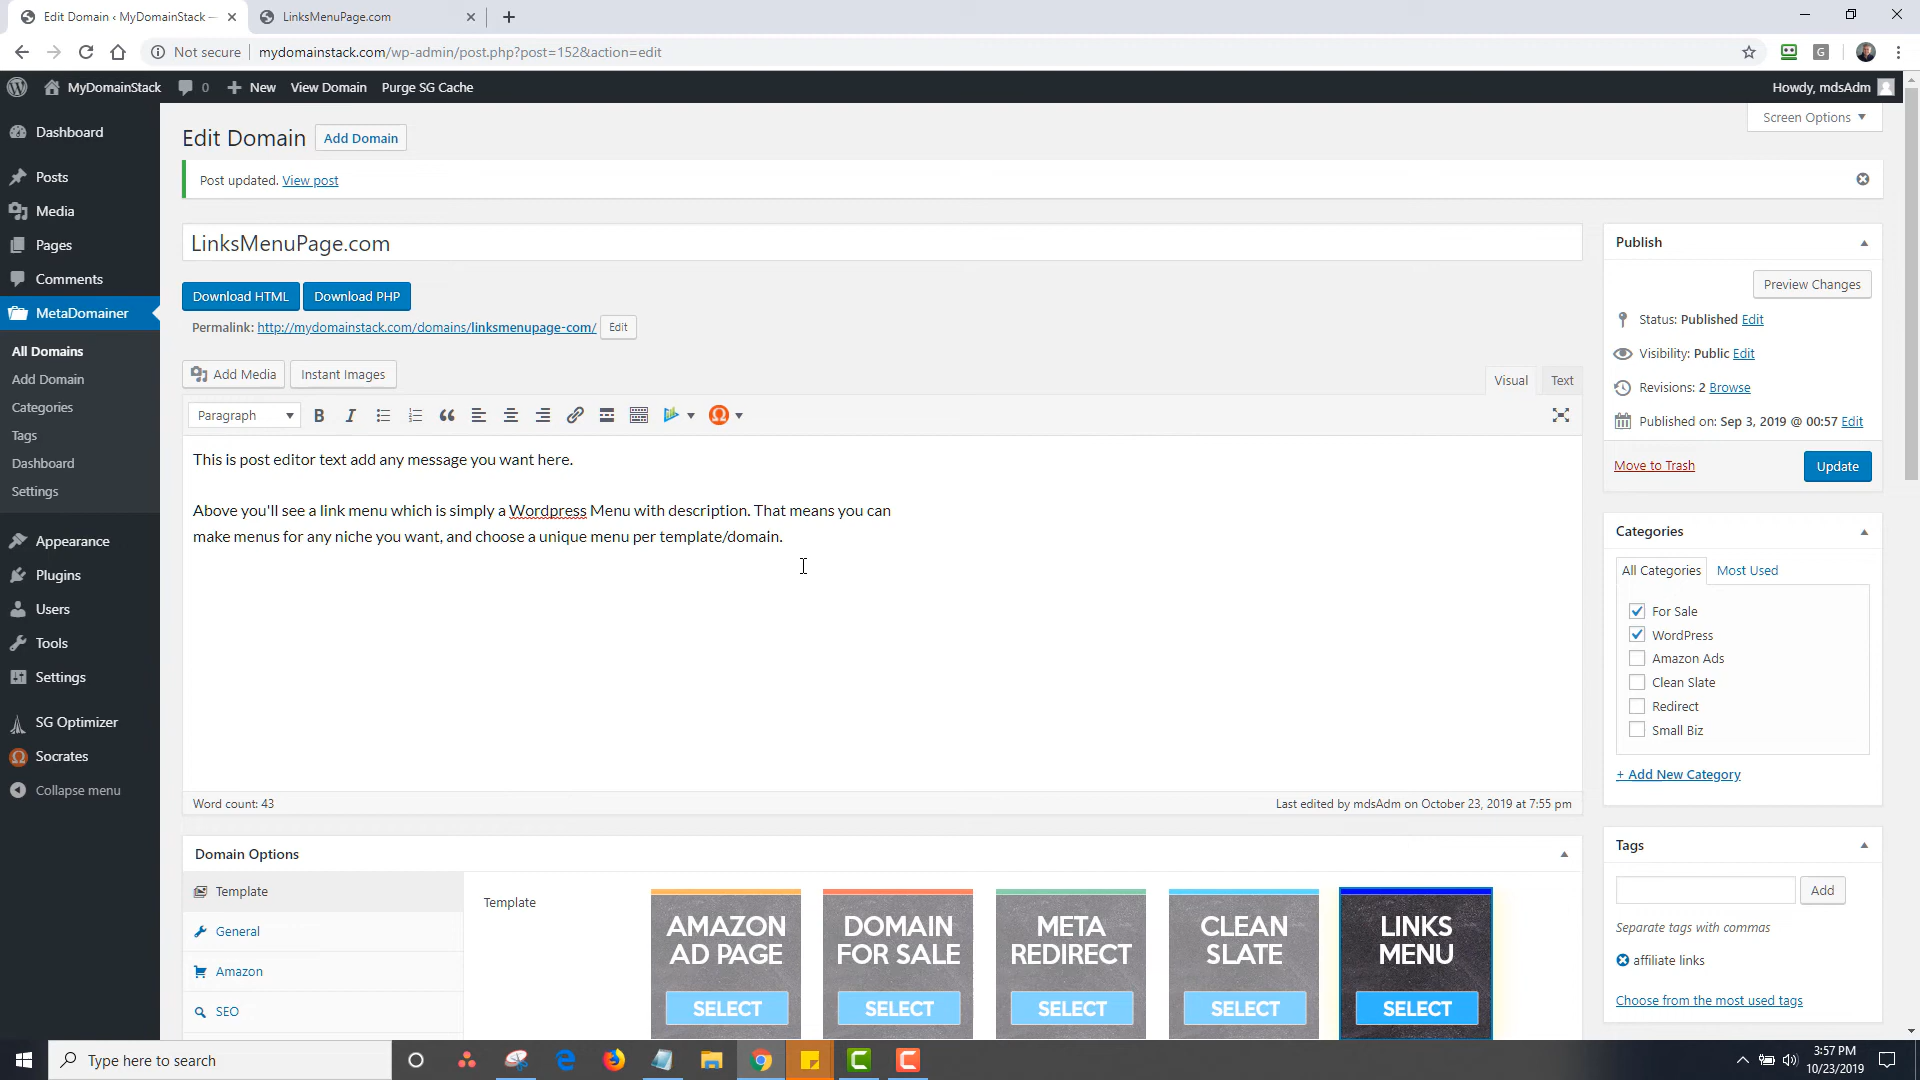 Edit Domain ‹ MyDomainStack —
LinksMenuPage.com
Not secure
mydomainstack.com/wp-admin/post.php?post=152&action=edit
G
MyDomainStack
0
New
View Domain
Purge SG Cache
Howdy, mdsAdm
Dashboard
Posts
Media
Pages
Comments
MetaDomainer
All Domains
Add Domain
Categories
Tags
Dashboard
Settings
Appearance
Plugins
Users
Tools
Settings
SG Optimizer
Socrates
Collapse menu
Screen Options
Edit Domain
Add Domain
Post updated. View post
LinksMenuPage.com
Download HTML
Download PHP
Permalink: http://mydomainstack.com/domains/linksmenupage-com/
Edit
Add Media
Instant Images
Visual
Text
Paragraph
This is post editor text add any message you want here.
Above you'll see a link menu which is simply a Wordpress Menu with description. That means you can
make menus for any niche you want, and choose a unique menu per template/domain.
Word count: 43
Last edited by mdsAdm on October 23, 2019 at 7:55 pm
Domain Options
Template
General
Amazon
SEO
Template
AMAZON
AD PAGE
SELECT
DOMAIN
FOR SALE
SELECT
META
REDIRECT
SELECT
CLEAN
SLATE
SELECT
LINKS
MENU
SELECT
Publish
Preview Changes
Status: Published Edit
Visibility: Public Edit
Revisions: 2 Browse
Published on: Sep 3, 2019 @ 00:57 Edit
Move to Trash
Update
Categories
All Categories
Most Used
For Sale
WordPress
Amazon Ads
Clean Slate
Redirect
Small Biz
+ Add New Category
Tags
Add
Separate tags with commas
affiliate links
Choose from the most used tags
Type here to search
3:57 PM
10/23/2019